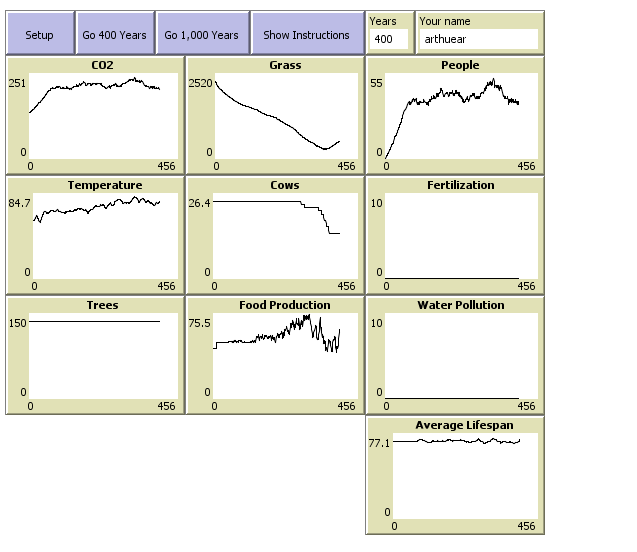 Setup
Go 400 Years
Go 1,000 Years
Show Instructions
Years
400
Your name
arthuear
CO2
251
0
0 456
Grass
2520
0
0 456
People
55
0
0 456
Temperature
84.7
0
0 456
Cows
26.4
0
0 456
Fertilization
10
0
0 456
Trees
150
0
0 456
Food Production
75.5
0
0 456
Water Pollution
10
0
0 456
Average Lifespan
77.1
0
0 456